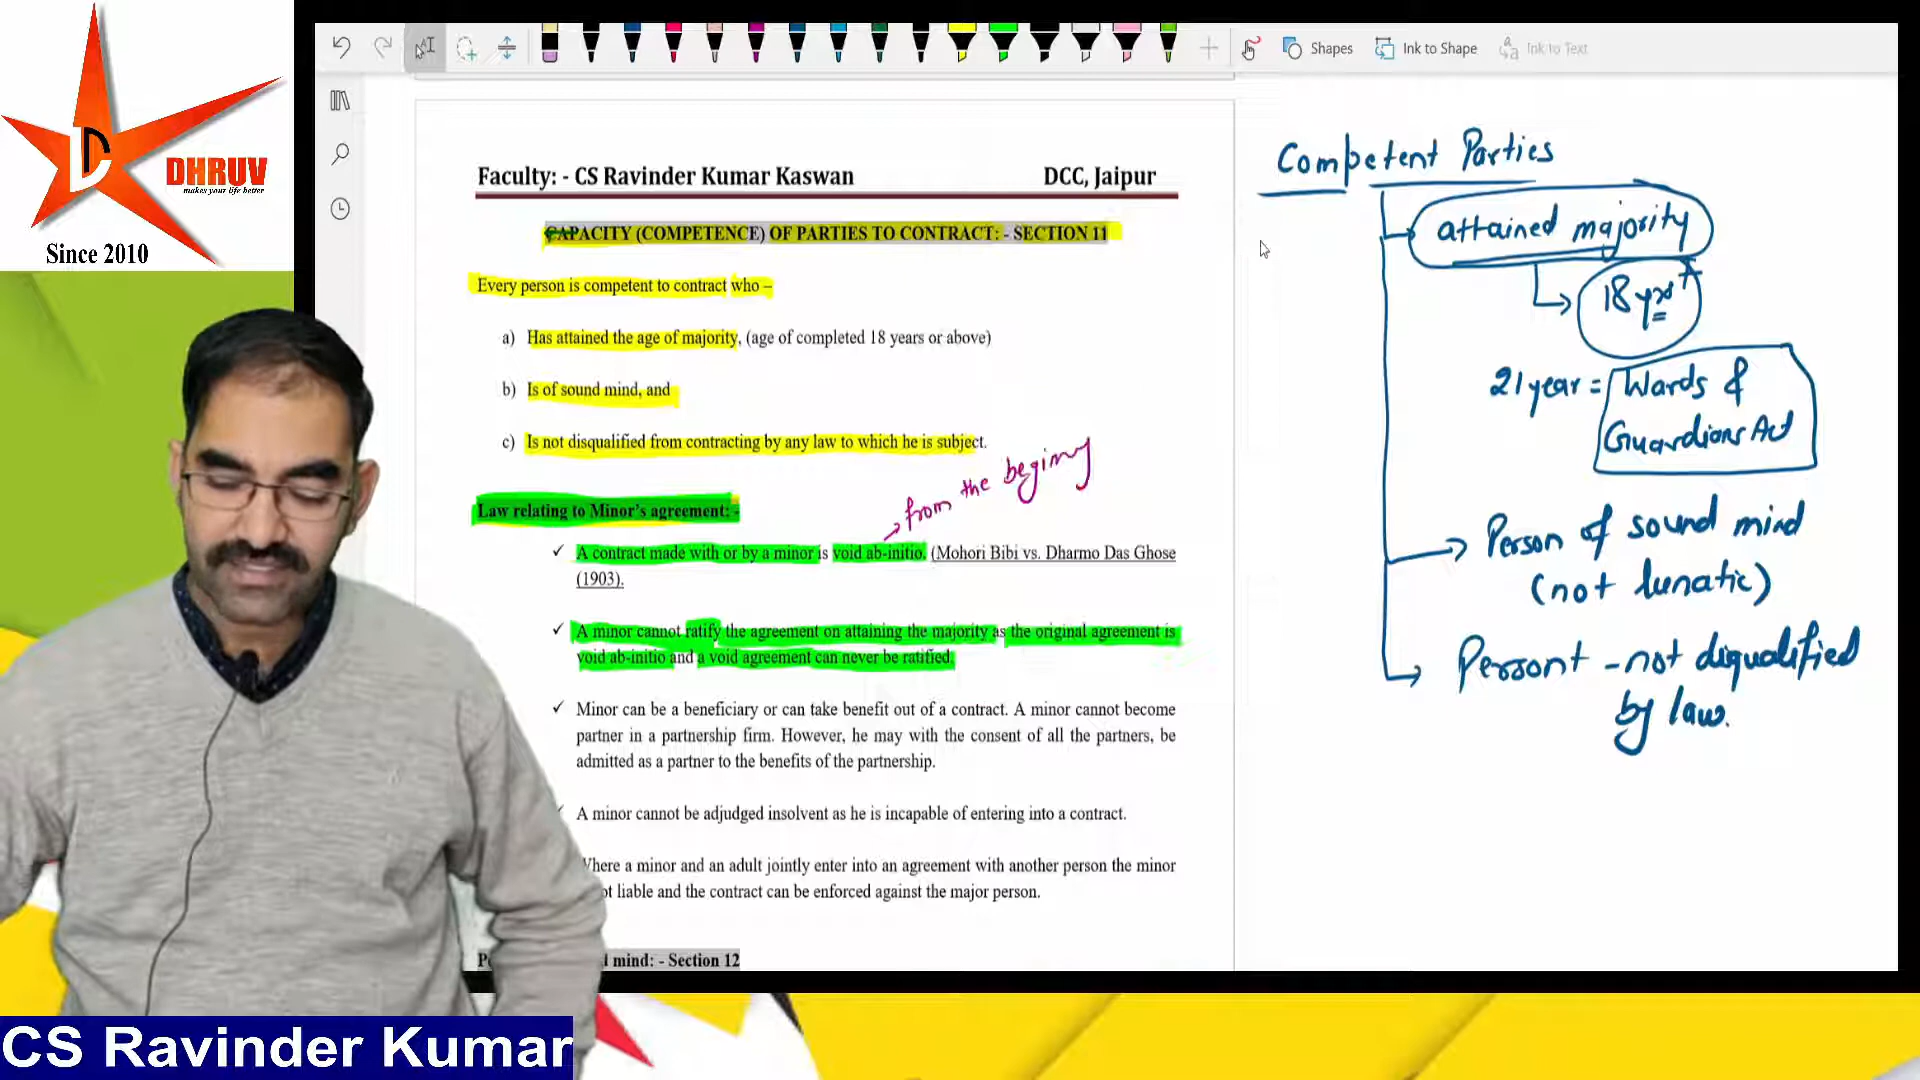 DC
DHRUV
makes your life better
Since 2010
Shapes
Ink to Shape
Ink to Text
Faculty: - CS Ravinder Kumar Kaswan DCC, Jaipur
CAPACITY (COMPETENCE) OF PARTIES TO CONTRACT: - SECTION 11
Every person is competent to contract who –
a) Has attained the age of majority, (age of completed 18 years or above)
b) Is of sound mind, and
c) Is not disqualified from contracting by any law to which he is subject.
from the begining
Law relating to Minor's agreement: -
✓ A contract made with or by a minor is void ab-initio. (Mohori Bibi vs. Dharmo Das Ghose
(1903).
✓ A minor cannot ratify the agreement on attaining the majority as the original agreement is
void ab-initio and a void agreement can never be ratified.
✓ Minor can be a beneficiary or can take benefit out of a contract. A minor cannot become
partner in a partnership firm. However, he may with the consent of all the partners, be
admitted as a partner to the benefits of the partnership.
A minor cannot be adjudged insolvent as he is incapable of entering into a contract.
Where a minor and an adult jointly enter into an agreement with another person the minor
liable and the contract can be enforced against the major person.
mind: - Section 12
Competent Parties
attained majority
18 yrs
21 year = Wards &
Guardians Act
Person of sound mind
(not lunatic)
Persont - not disqualified
by law.
CS Ravinder Kumar